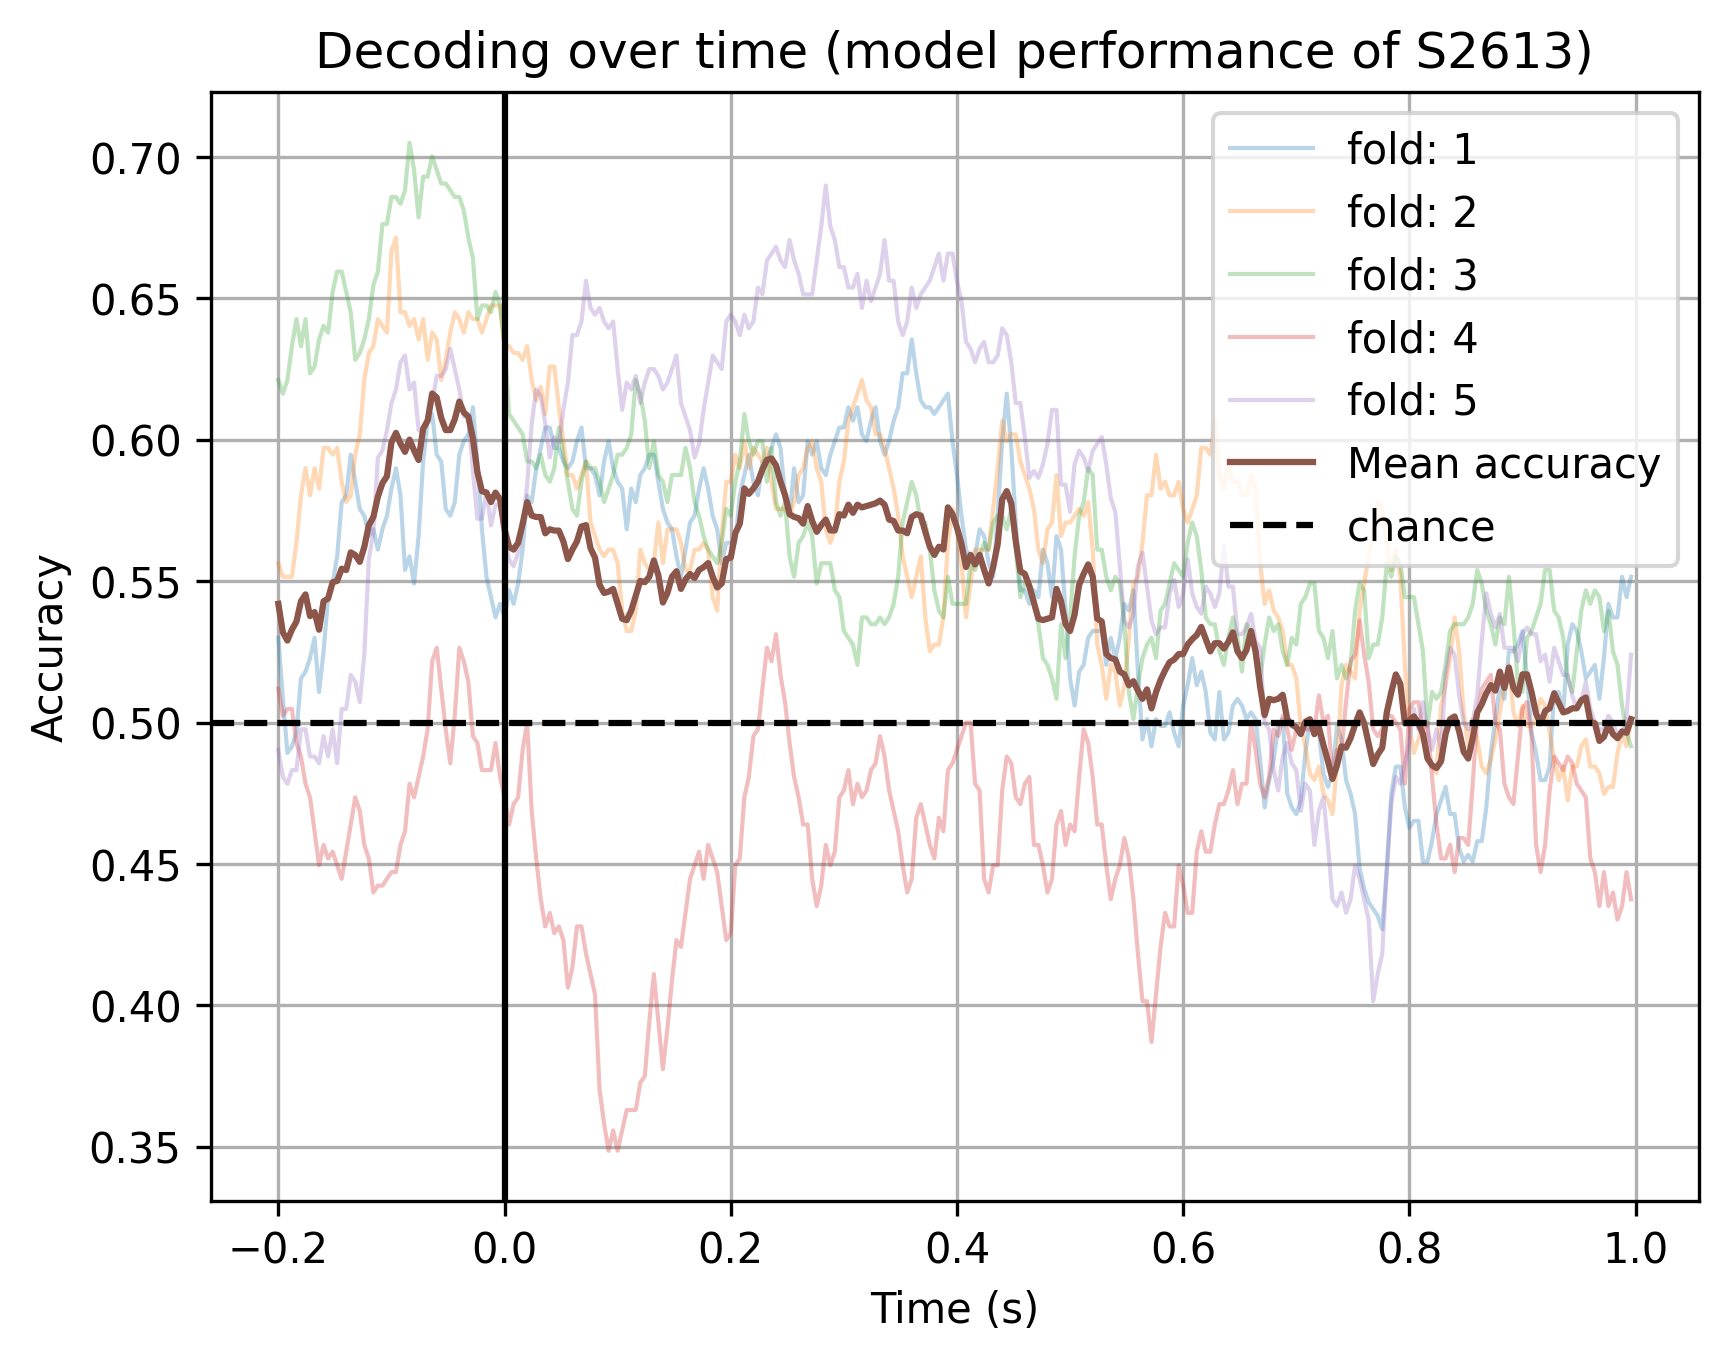 Decoding over time (model performance of S2613)
Accuracy
0.70
0.65
0.60
0.55
0.50
0.45
0.40
0.35
fold: 1
fold: 2
fold: 3
fold: 4
fold: 5
Mean accuracy
chance
−0.2 0.0 0.2 0.4 0.6 0.8 1.0
Time (s)